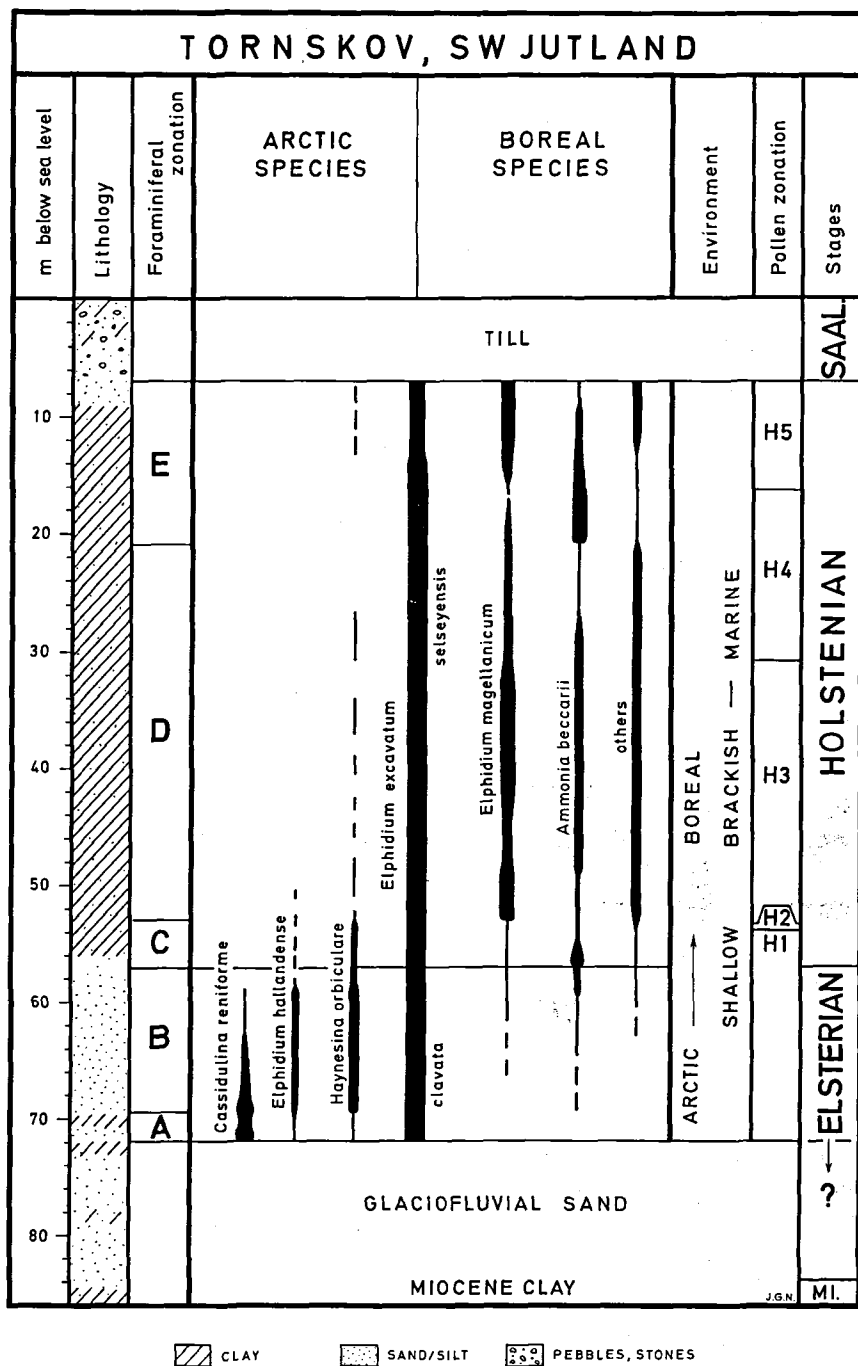 TORNSKOV, SW JUTLAND
m below sea level
Lithology
Foraminiferal
zonation
ARCTIC
SPECIES
BOREAL
SPECIES
Environment
Pollen zonation
Stages
TILL
SAAL.
10
20
30
40
50
60
70
80
E
D
C
B
A
Cassidulina reniforme
Elphidium hallandense
Haynesina orbiculare
Elphidium excavatum
selseyensis
clavata
Elphidium magellanicum
Ammonia beccarii
others
ARCTIC → BOREAL
SHALLOW BRACKISH — MARINE
H5
H4
H3
H2
H1
HOLSTENIAN
ELSTERIAN
→ ?
GLACIOFLUVIAL SAND
MIOCENE CLAY
J.G.N.
MI.
CLAY
SAND/SILT
PEBBLES, STONES